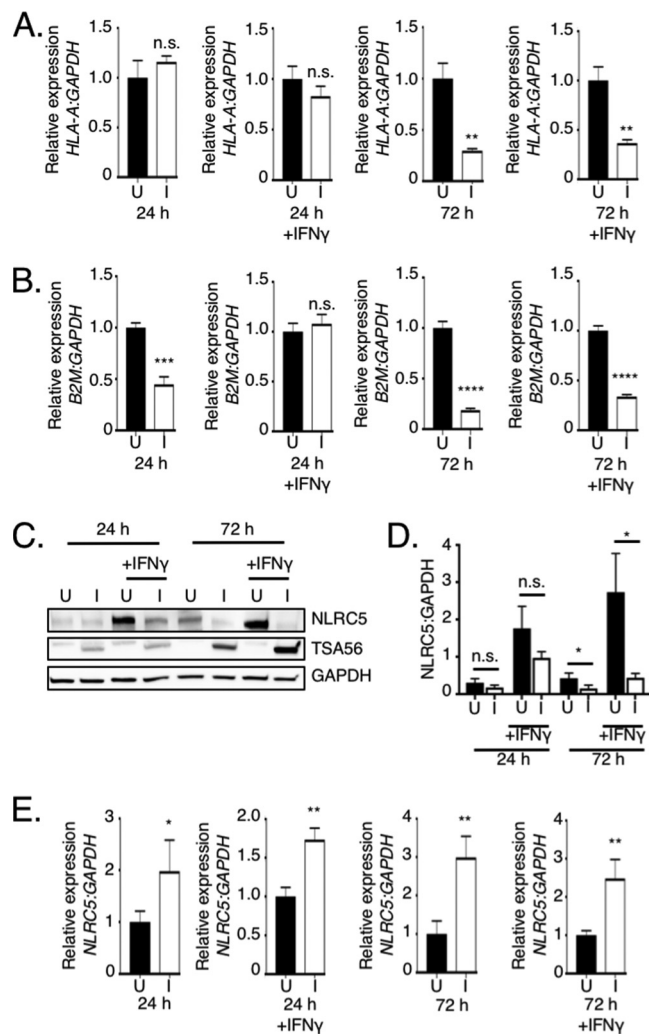 A.
Relative expression
HLA-A:GAPDH
1.5
1.0
0.5
0
n.s.
U I
24 h
Relative expression
HLA-A:GAPDH
1.5
1.0
0.5
0
n.s.
U I
24 h
+IFNγ
Relative expression
HLA-A:GAPDH
1.5
1.0
0.5
0
**
U I
72 h
Relative expression
HLA-A:GAPDH
1.5
1.0
0.5
0
**
U I
72 h
+IFNγ
B.
Relative expression
B2M:GAPDH
1.5
1.0
0.5
0
***
U I
24 h
Relative expression
B2M:GAPDH
1.5
1.0
0.5
0
n.s.
U I
24 h
+IFNγ
Relative expression
B2M:GAPDH
1.5
1.0
0.5
0
****
U I
72 h
Relative expression
B2M:GAPDH
1.5
1.0
0.5
0
****
U I
72 h
+IFNγ
C.
24 h 72 h
+IFNγ +IFNγ
U I U I U I U I
NLRC5
TSA56
GAPDH
D.
NLRC5:GAPDH
4
3
2
1
0
n.s. n.s. * *
U I U I U I U I
+IFNγ +IFNγ
24 h 72 h
E.
Relative expression
NLRC5:GAPDH
3
2
1
0
*
U I
24 h
Relative expression
NLRC5:GAPDH
2.0
1.5
1.0
0.5
0
**
U I
24 h
+IFNγ
Relative expression
NLRC5:GAPDH
4
3
2
1
0
**
U I
72 h
Relative expression
NLRC5:GAPDH
4
3
2
1
0
**
U I
72 h
+IFNγ